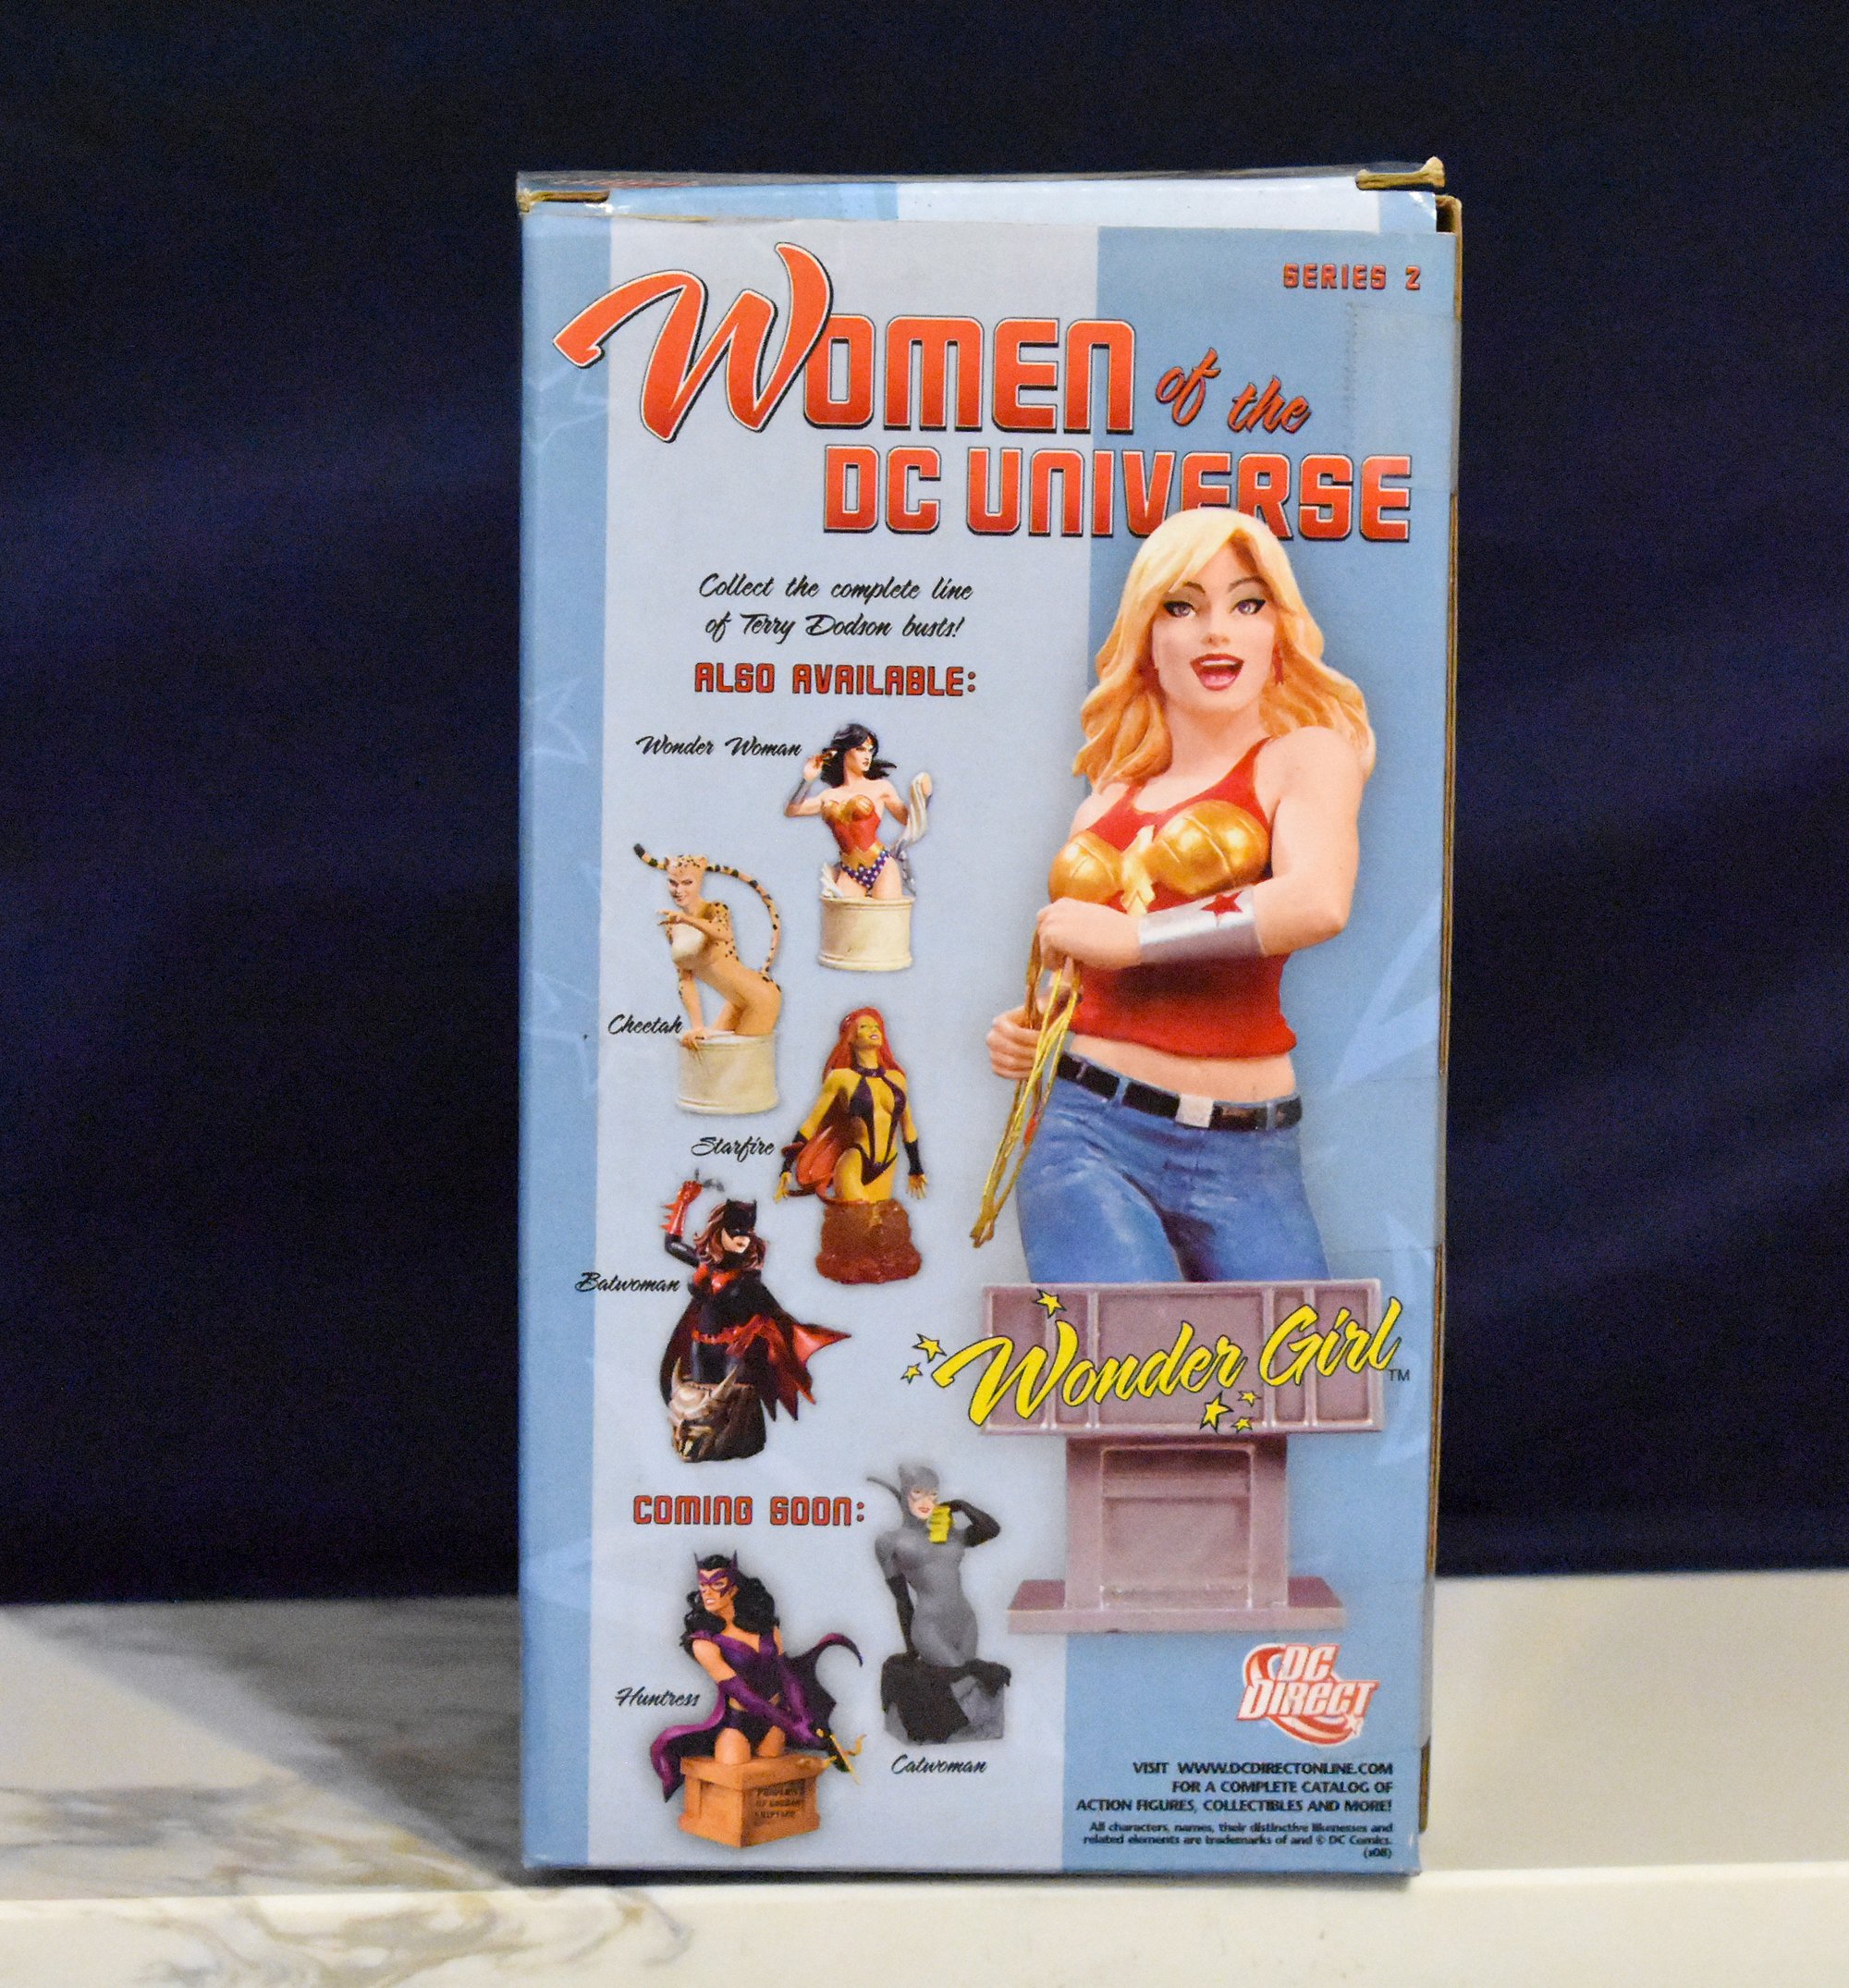 SERIES 2
WOMEN of the
DC UNIVERSE
Collect the complete line
of Terry Dodson busts!
ALSO AVAILABLE:
Wonder Woman
Cheetah
Starfire
Batwoman
Wonder Girl™
COMING SOON:
Huntress
Catwoman
DC
DIRECT
VISIT WWW.DCDIRECTONLINE.COM
FOR A COMPLETE CATALOG OF
ACTION FIGURES, COLLECTIBLES AND MORE!
All characters, names, their distinctive likenesses and
related elements are trademarks of and © DC Comics.
(s08)